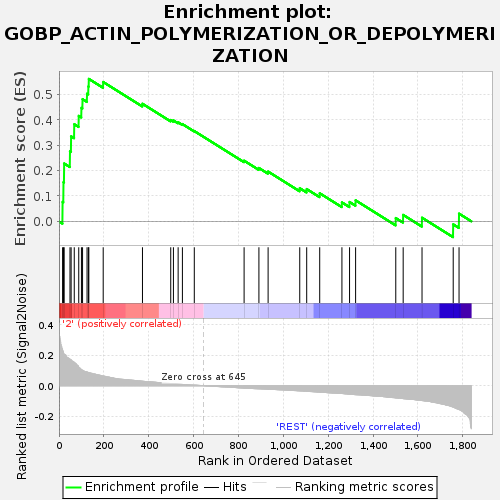 Enrichment plot:
GOBP_ACTIN_POLYMERIZATION_OR_DEPOLYMERI
ZATION
Enrichment score (ES)
0.5
0.4
0.3
0.2
0.1
0.0
'2' (positively correlated)
Ranked list metric (Signal2Noise)
0.4
0.2
0.0
-0.2
Zero cross at 645
'REST' (negatively correlated)
0 200 400 600 800 1,000 1,200 1,400 1,600 1,800
Rank in Ordered Dataset
Enrichment profile Hits Ranking metric scores